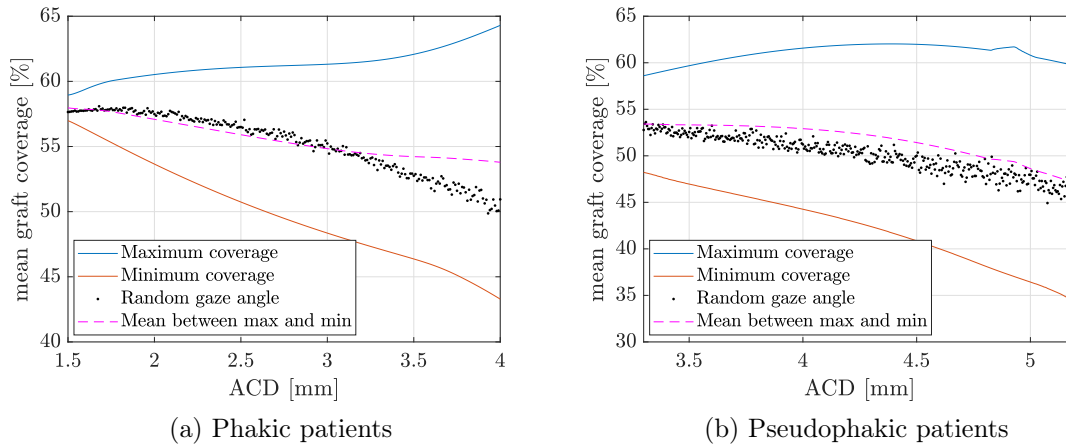 mean graft coverage [%]
65
60
55
50
45
40
Maximum coverage
Minimum coverage
Random gaze angle
Mean between max and min
1.5 2 2.5 3 3.5 4
ACD [mm]
(a) Phakic patients
mean graft coverage [%]
65
60
55
50
45
40
35
30
Maximum coverage
Minimum coverage
Random gaze angle
Mean between max and min
3.5 4 4.5 5
ACD [mm]
(b) Pseudophakic patients